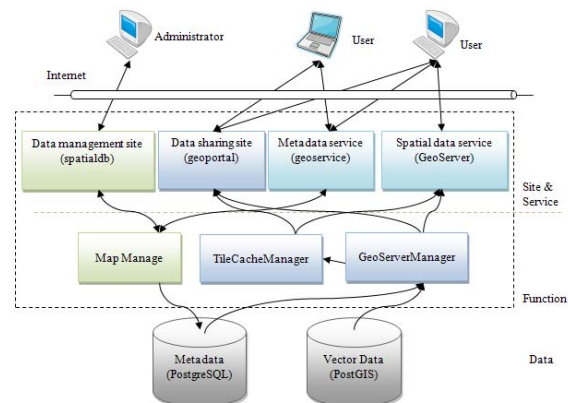 Administrator
User
User
Internet
Data management site
(spatialdb)
Data sharing site
(geoportal)
Metadata service
(geoservice)
Spatial data service
(GeoServer)
Site &
Service
Map Manage
TileCacheManager
GeoServerManager
Function
Metadata
(PostgreSQL)
Vector Data
(PostGIS)
Data